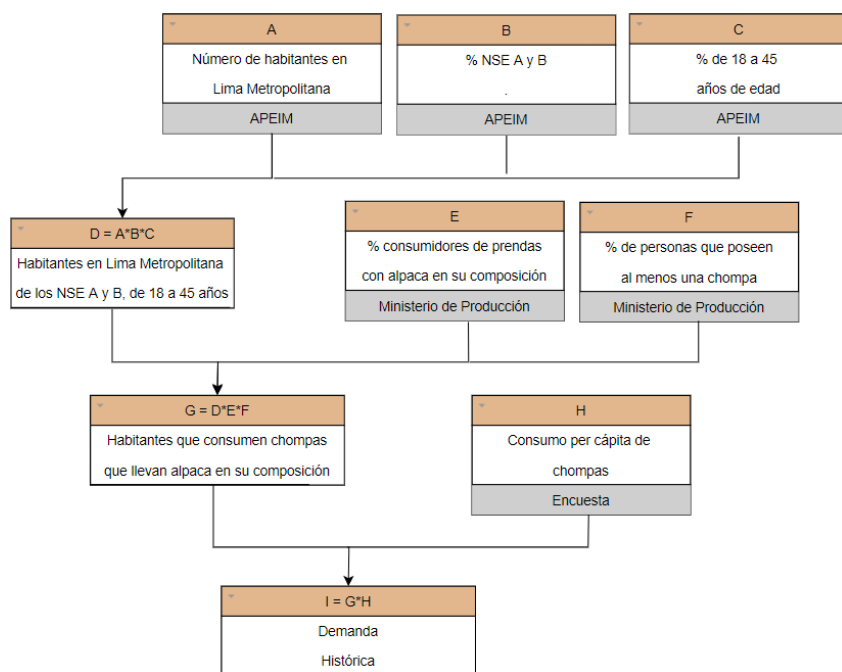 A
Número de habitantes en
Lima Metropolitana
APEIM
B
% NSE A y B
.
APEIM
C
% de 18 a 45
años de edad
APEIM
D = A*B*C
Habitantes en Lima Metropolitana
de los NSE A y B, de 18 a 45 años
E
% consumidores de prendas
con alpaca en su composición
Ministerio de Producción
F
% de personas que poseen
al menos una chompa
Ministerio de Producción
G = D*E*F
Habitantes que consumen chompas
que llevan alpaca en su composición
H
Consumo per cápita de
chompas
Encuesta
I = G*H
Demanda
Histórica